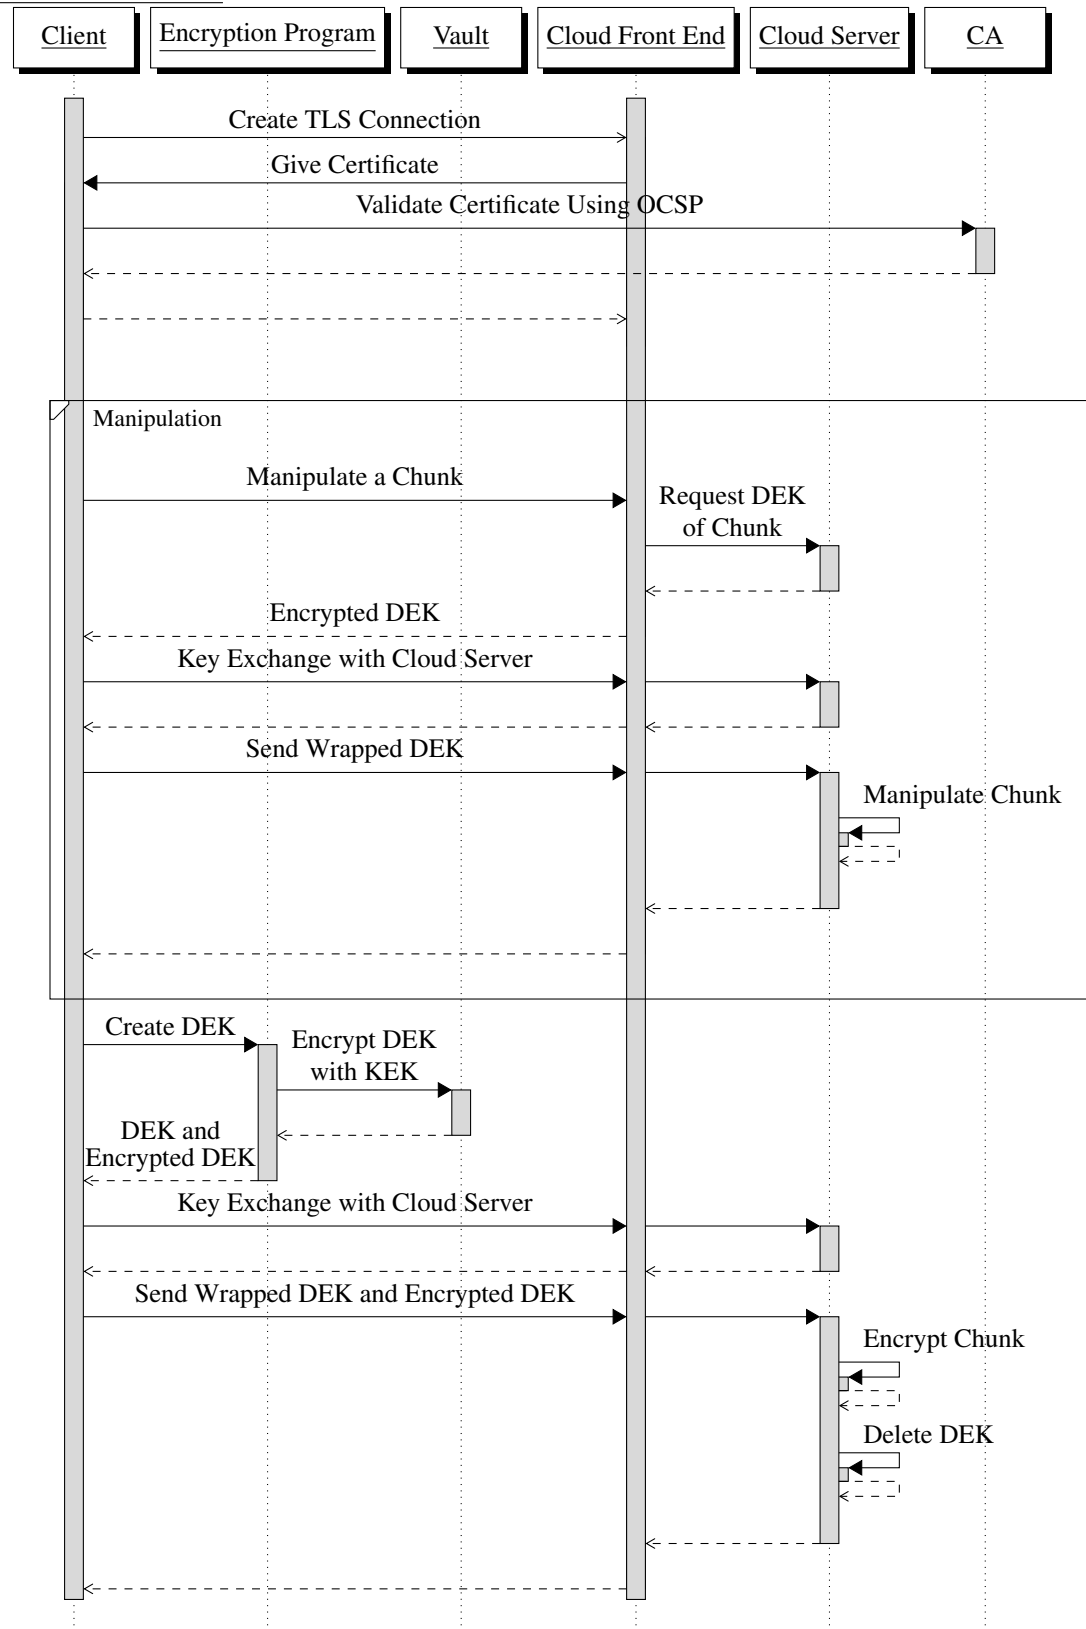 Client
Encryption Program
Vault
Cloud Front End
Cloud Server
CA
Create TLS Connection
Give Certificate
Validate Certificate Using OCSP
Manipulation
Manipulate a Chunk
Request DEK
of Chunk
Encrypted DEK
Key Exchange with Cloud Server
Send Wrapped DEK
Manipulate Chunk
Create DEK
Encrypt DEK
with KEK
DEK and
Encrypted DEK
Key Exchange with Cloud Server
Send Wrapped DEK and Encrypted DEK
Encrypt Chunk
Delete DEK